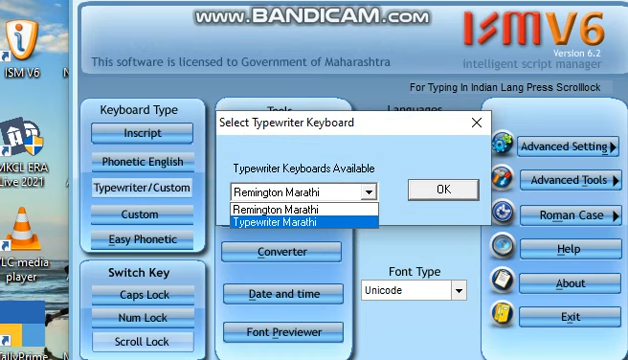 WWW.BANDICAM.COM
ISM V6
Version 6.2
intelligent script manager
This software is licensed to Government of Maharashtra
For Typing In Indian Lang Press Scrolllock
ISM V6
MKCL ERA
Live 2021
VLC media
player
TallyPrime
Keyboard Type
Inscript
Phonetic English
Typewriter/Custom
Custom
Easy Phonetic
Switch Key
Caps Lock
Num Lock
Scroll Lock
Tools
Languages
Select Typewriter Keyboard
Typewriter Keyboards Available
Remington Marathi
OK
Remington Marathi
Typewriter Marathi
Converter
Date and time
Font Previewer
Font Type
Unicode
Advanced Setting
Advanced Tools
Roman Case
Help
About
Exit